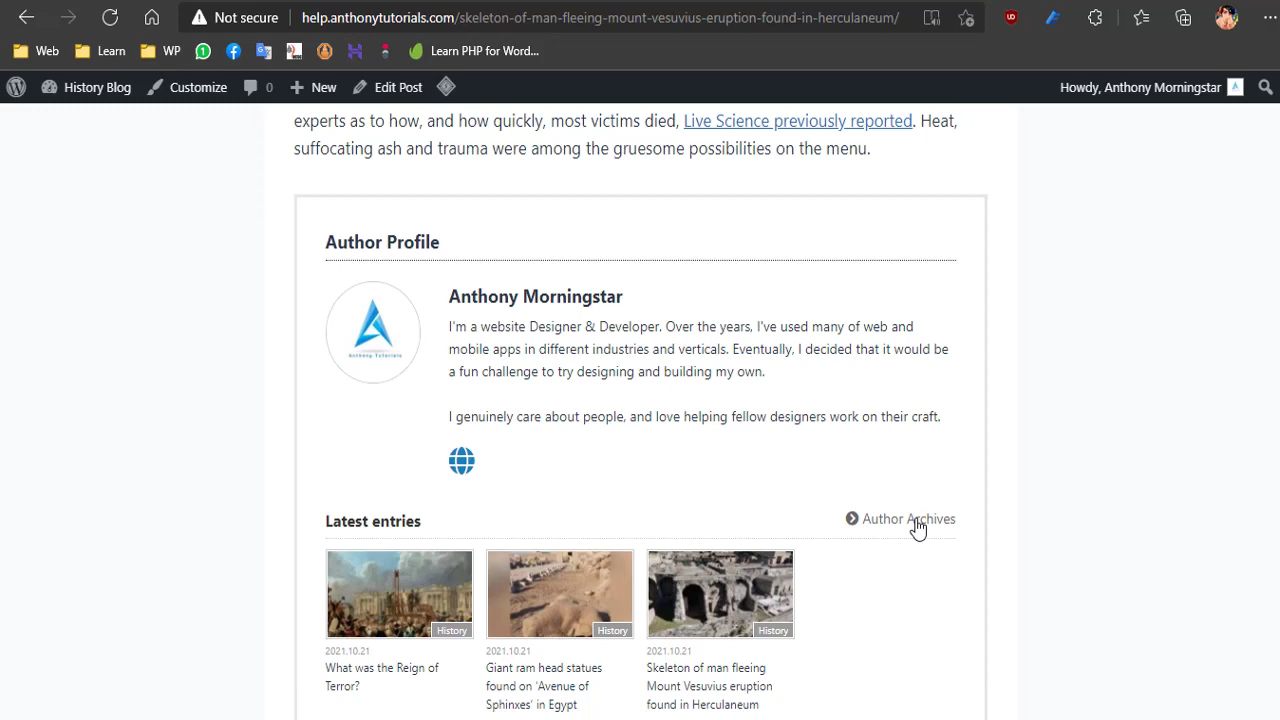 Not secure | help.anthonytutorials.com/skeleton-of-man-fleeing-mount-vesuvius-eruption-found-in-herculaneum/
Web Learn WP Learn PHP for Word...
History Blog Customize 0 New Edit Post Howdy, Anthony Morningstar
experts as to how, and how quickly, most victims died, Live Science previously reported. Heat,
suffocating ash and trauma were among the gruesome possibilities on the menu.
Author Profile
Anthony Tutorials
Anthony Morningstar
I'm a website Designer & Developer. Over the years, I've used many of web and
mobile apps in different industries and verticals. Eventually, I decided that it would be
a fun challenge to try designing and building my own.
I genuinely care about people, and love helping fellow designers work on their craft.
Latest entries
Author Archives
History
2021.10.21
What was the Reign of
Terror?
History
2021.10.21
Giant ram head statues
found on 'Avenue of
Sphinxes' in Egypt
History
2021.10.21
Skeleton of man fleeing
Mount Vesuvius eruption
found in Herculaneum